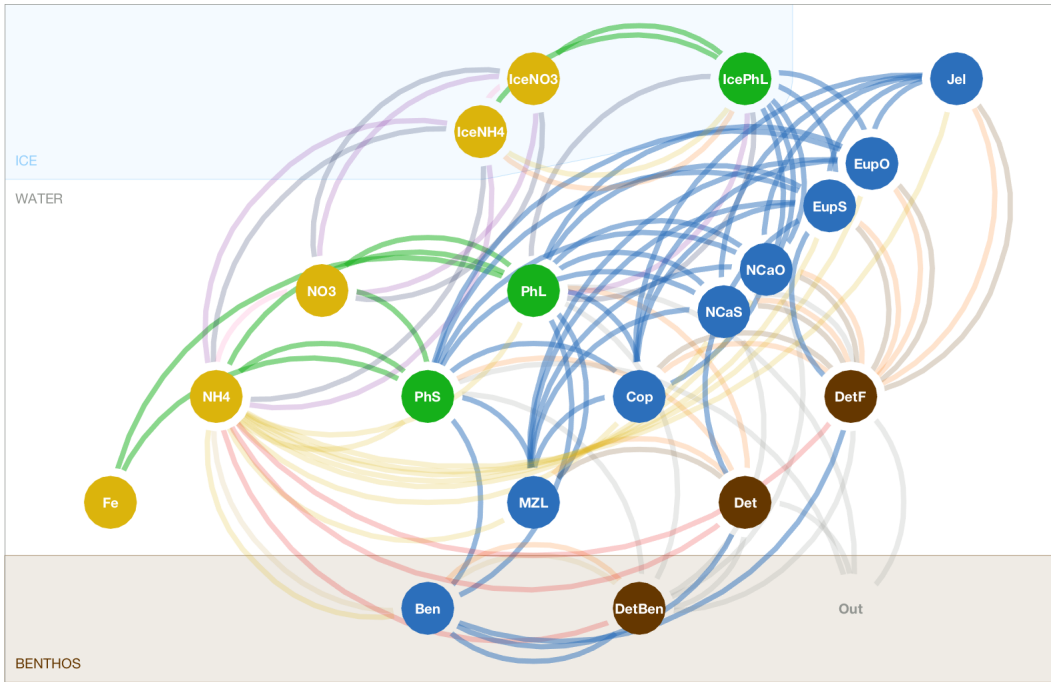 IceNO3
IcePhL
Jel
IceNH4
ICE
EupO
WATER
EupS
NCaO
NO3
PhL
NCaS
NH4
PhS
Cop
DetF
Fe
MZL
Det
Ben
DetBen
Out
BENTHOS